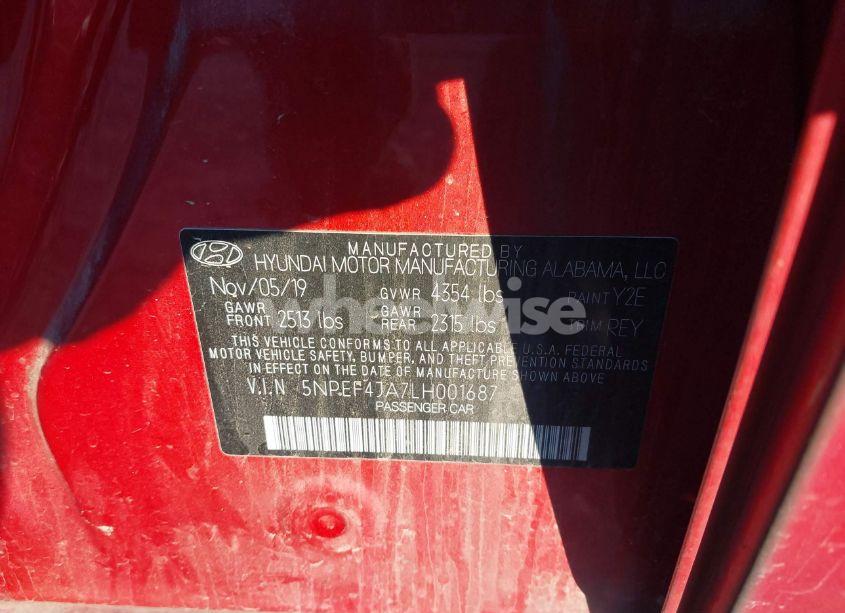 MANUFACTURED BY
HYUNDAI MOTOR MANUFACTURING ALABAMA, LLC
Nov/05/19 GVWR 4354 lbs PAINT Y2E
GAWR FRONT 2513 lbs GAWR REAR 2315 lbs TRIM REY
THIS VEHICLE CONFORMS TO ALL APPLICABLE U.S.A. FEDERAL
MOTOR VEHICLE SAFETY, BUMPER, AND THEFT PREVENTION STANDARDS
IN EFFECT ON THE DATE OF MANUFACTURE SHOWN ABOVE.
V.I.N 5NPEF4JA7LH001687
PASSENGER CAR
wheelwise